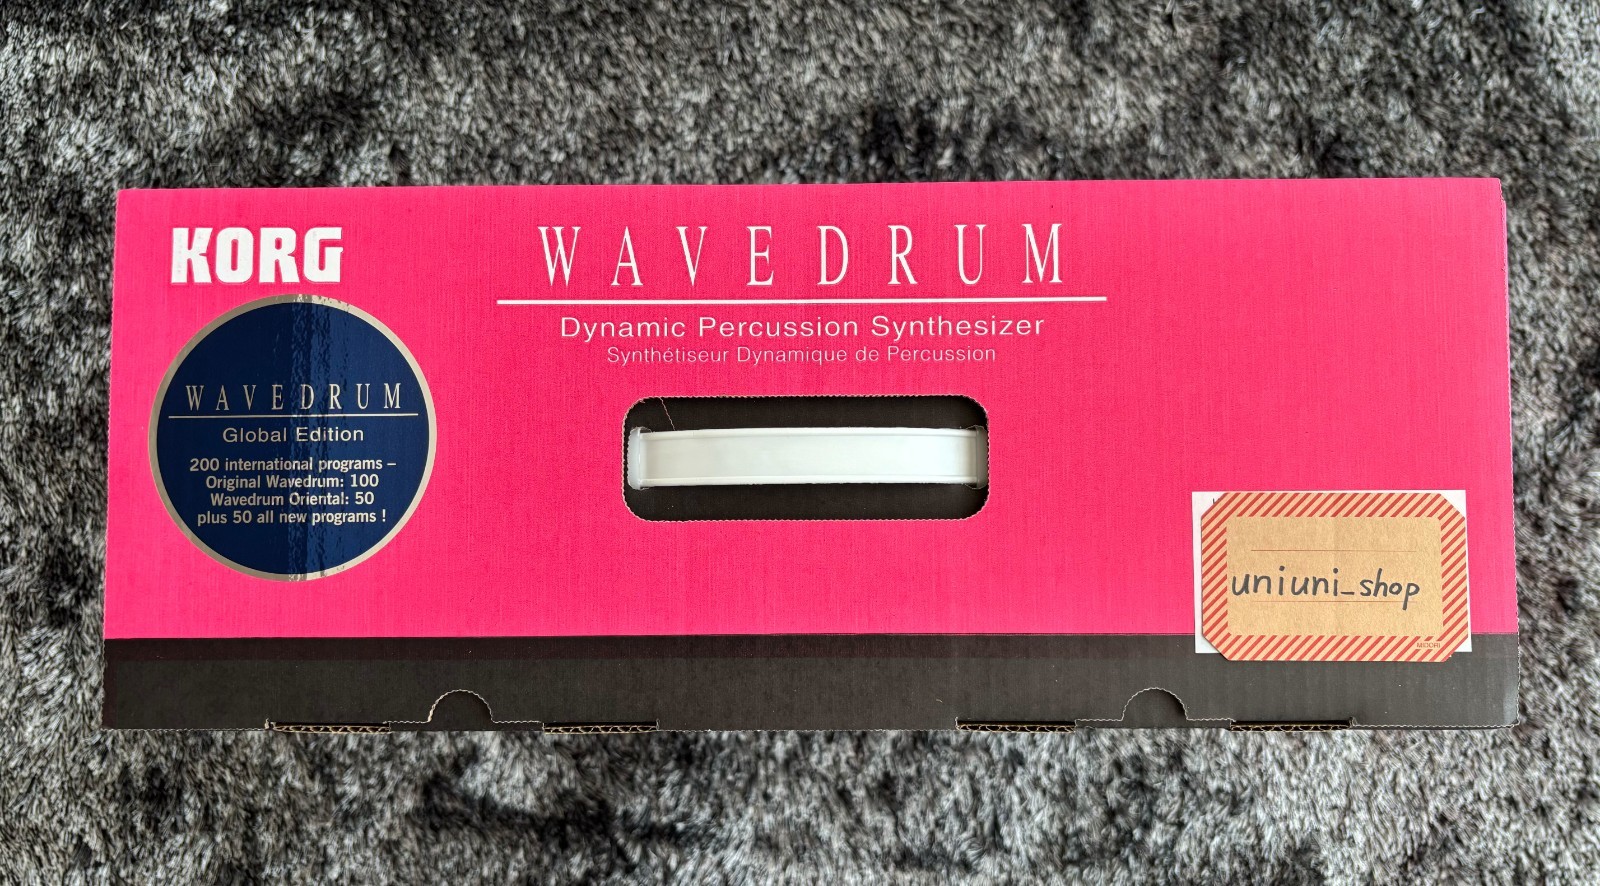 KORG
WAVEDRUM
Dynamic Percussion Synthesizer
Synthétiseur Dynamique de Percussion
WAVEDRUM
Global Edition
200 international programs –
Original Wavedrum: 100
Wavedrum Oriental: 50
plus 50 all new programs !
uniuni_shop
MIDORI